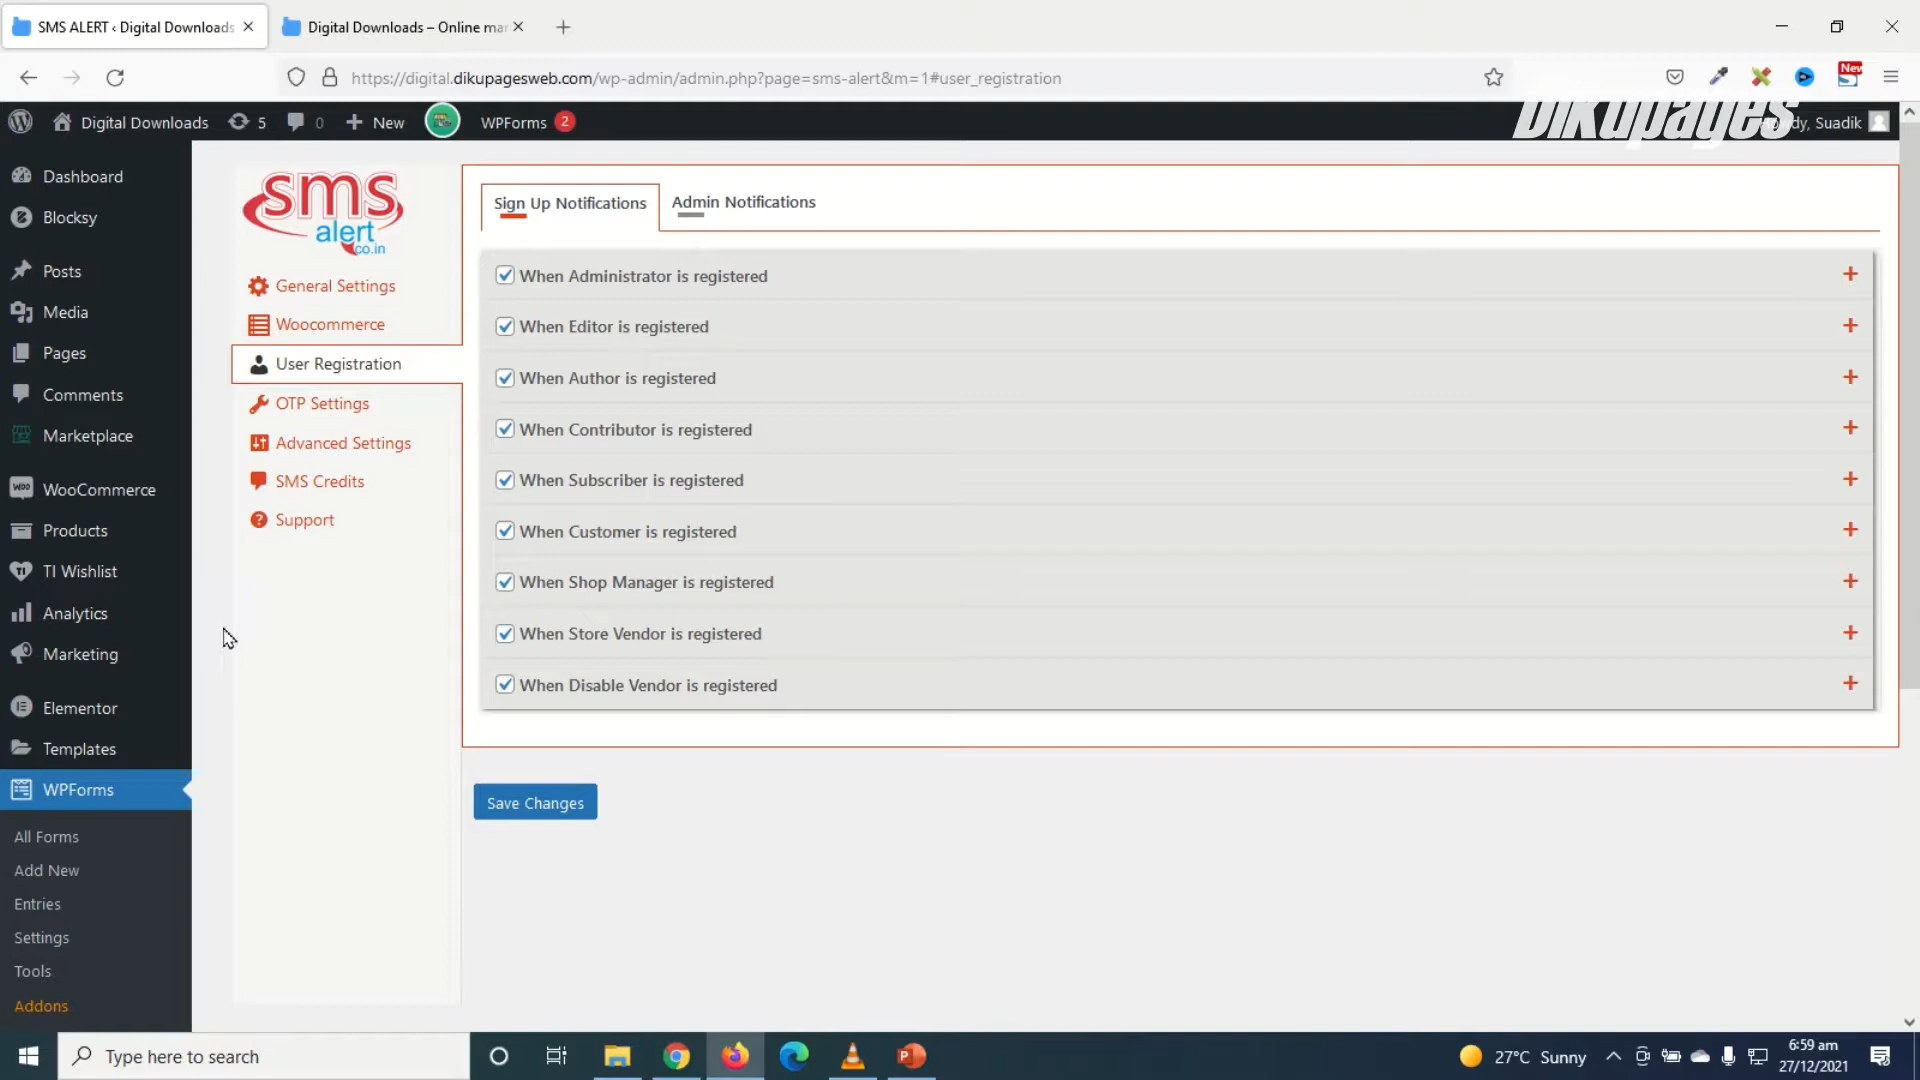 SMS ALERT ‹ Digital Downloads
Digital Downloads – Online mar
https://digital.dikupagesweb.com/wp-admin/admin.php?page=sms-alert&m=1#user_registration
New
Digital Downloads
5
0
New
WPForms
2
Dikupages
dy, Suadik
Dashboard
Blocksy
Posts
Media
Pages
Comments
Marketplace
WooCommerce
Products
TI Wishlist
Analytics
Marketing
Elementor
Templates
WPForms
All Forms
Add New
Entries
Settings
Tools
Addons
sms
alert
.co.in
General Settings
Woocommerce
User Registration
OTP Settings
Advanced Settings
SMS Credits
Support
Sign Up Notifications
Admin Notifications
When Administrator is registered
When Editor is registered
When Author is registered
When Contributor is registered
When Subscriber is registered
When Customer is registered
When Shop Manager is registered
When Store Vendor is registered
When Disable Vendor is registered
Save Changes
Type here to search
27°C Sunny
6:59 am
27/12/2021